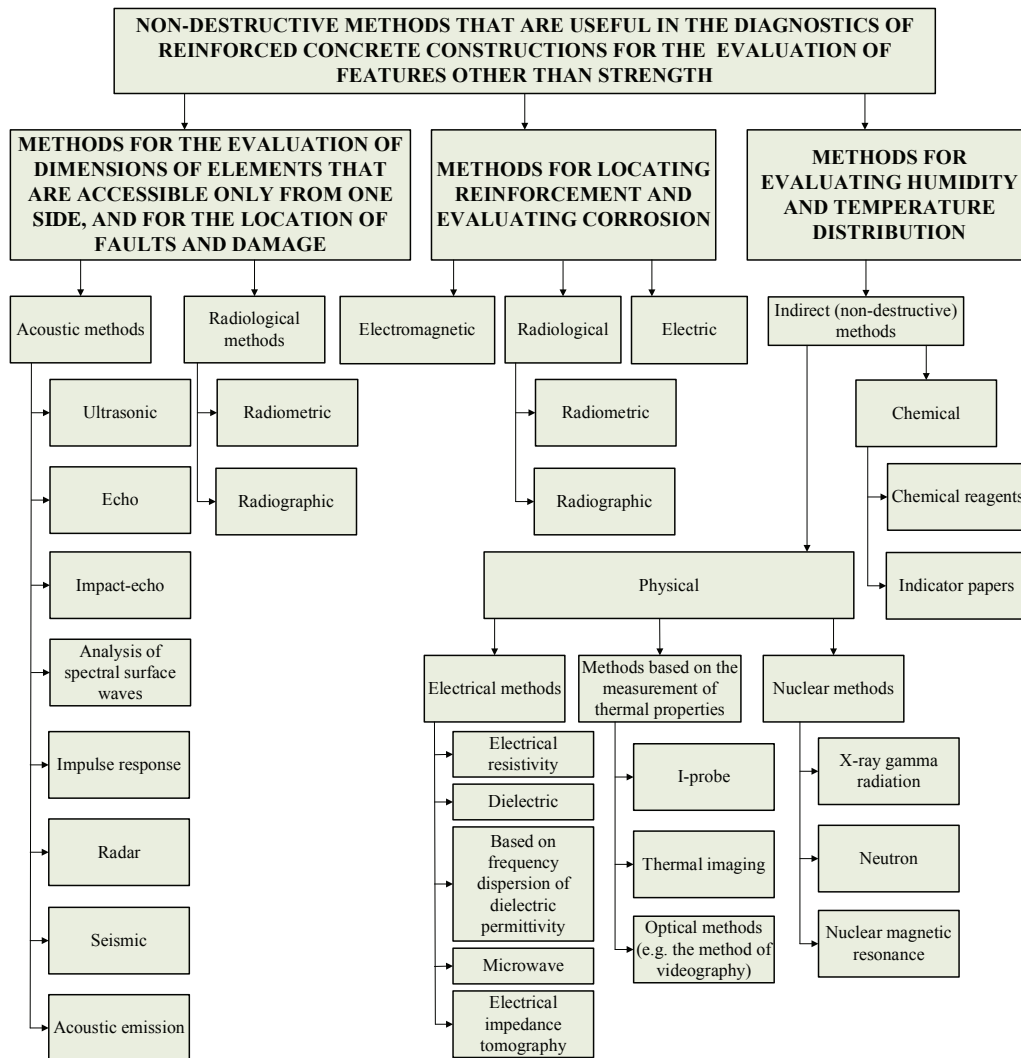 NON-DESTRUCTIVE METHODS THAT ARE USEFUL IN THE DIAGNOSTICS OF
REINFORCED CONCRETE CONSTRUCTIONS FOR THE EVALUATION OF
FEATURES OTHER THAN STRENGTH
METHODS FOR THE EVALUATION OF
DIMENSIONS OF ELEMENTS THAT
ARE ACCESSIBLE ONLY FROM ONE
SIDE, AND FOR THE LOCATION OF
FAULTS AND DAMAGE
METHODS FOR LOCATING
REINFORCEMENT AND
EVALUATING CORROSION
METHODS FOR
EVALUATING HUMIDITY
AND TEMPERATURE
DISTRIBUTION
Acoustic methods
Radiological
methods
Electromagnetic
Radiological
Electric
Indirect (non-destructive)
methods
Ultrasonic
Echo
Impact-echo
Analysis of
spectral surface
waves
Impulse response
Radar
Seismic
Acoustic emission
Radiometric
Radiographic
Radiometric
Radiographic
Chemical
Chemical reagents
Indicator papers
Physical
Electrical methods
Methods based on the
measurement of
thermal properties
Nuclear methods
Electrical
resistivity
Dielectric
Based on
frequency
dispersion of
dielectric
permittivity
Microwave
Electrical
impedance
tomography
I-probe
Thermal imaging
Optical methods
(e.g. the method of
videography)
X-ray gamma
radiation
Neutron
Nuclear magnetic
resonance